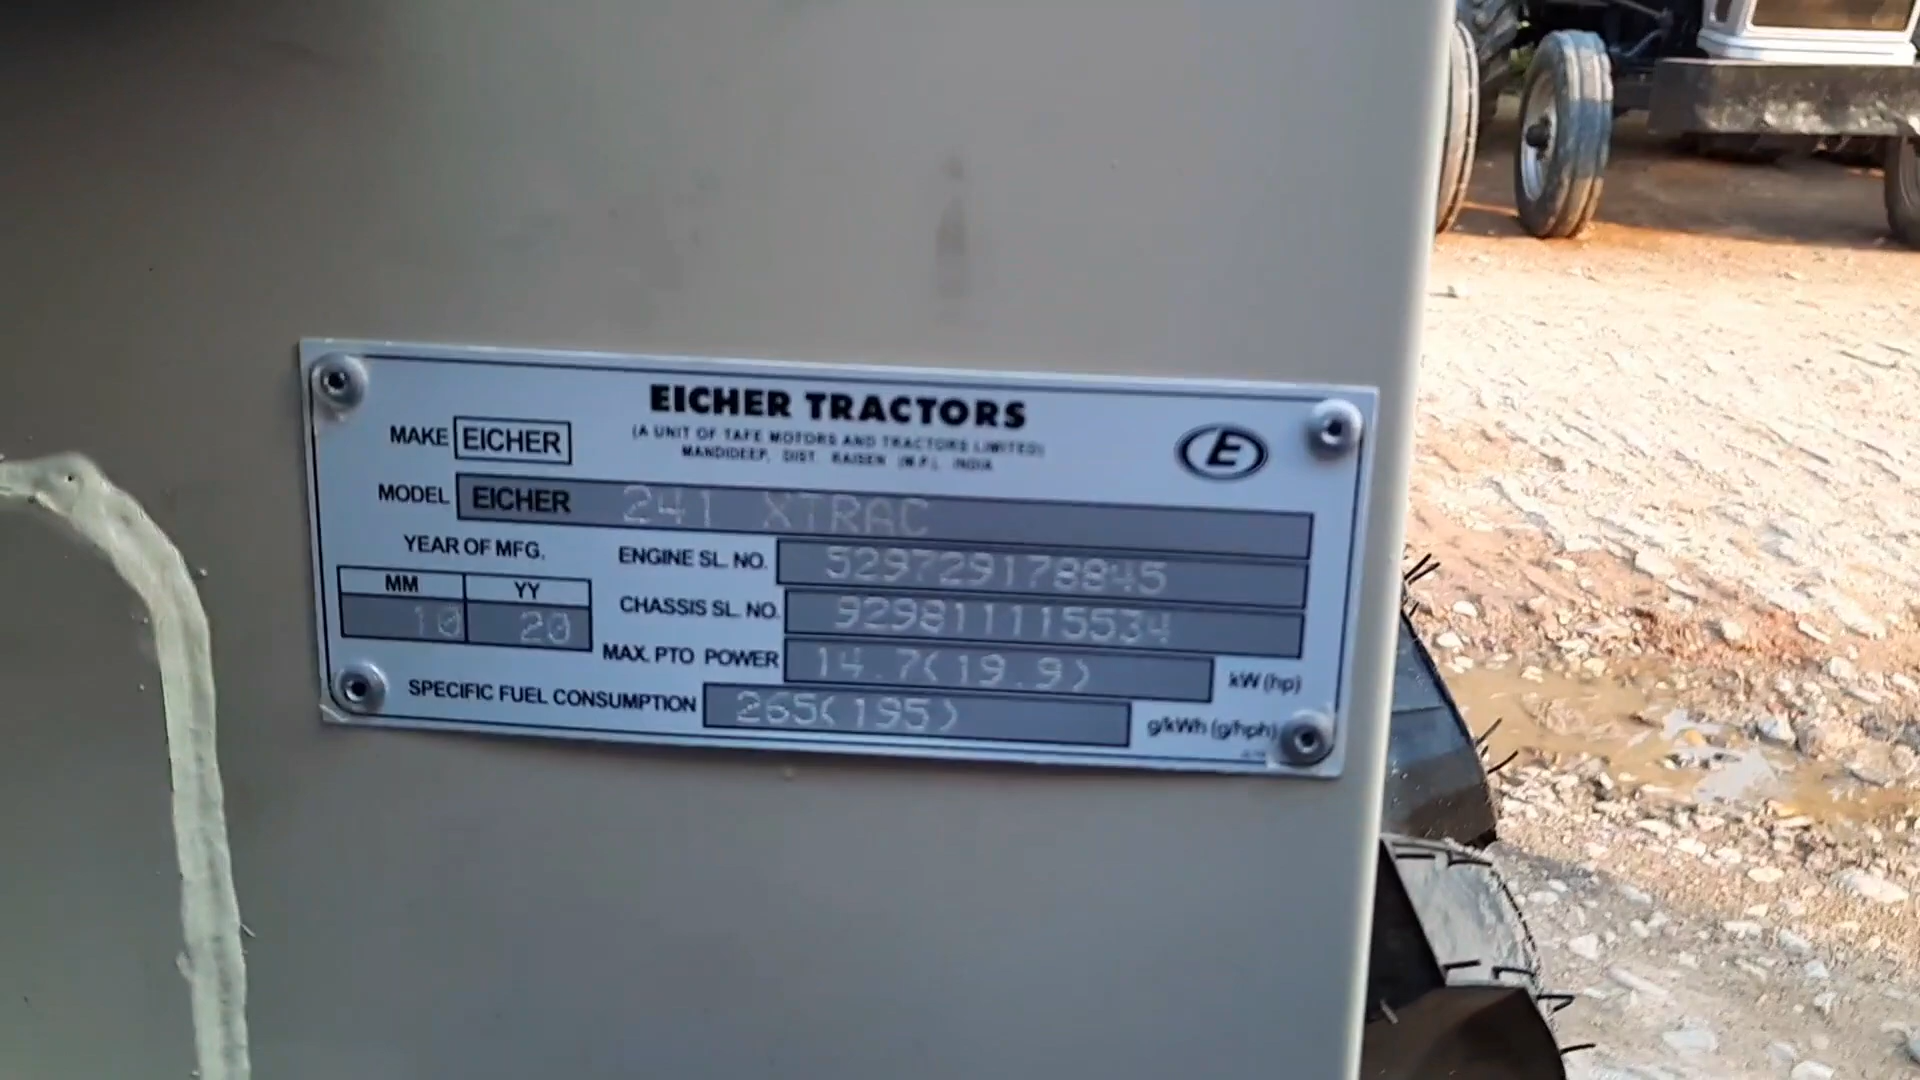 EICHER TRACTORS
(A UNIT OF TAFE MOTORS AND TRACTORS LIMITED)
MANDIDEEP, DIST. RAISEN (M.P.), INDIA
E
MAKE EICHER
MODEL EICHER 241 XTRAC
YEAR OF MFG.
MM YY
10 20
ENGINE SL. NO. 529729178845
CHASSIS SL. NO. 929811115534
MAX. PTO POWER 14.7(19.9) kW (hp)
SPECIFIC FUEL CONSUMPTION 265(195) g/kWh (g/hph)